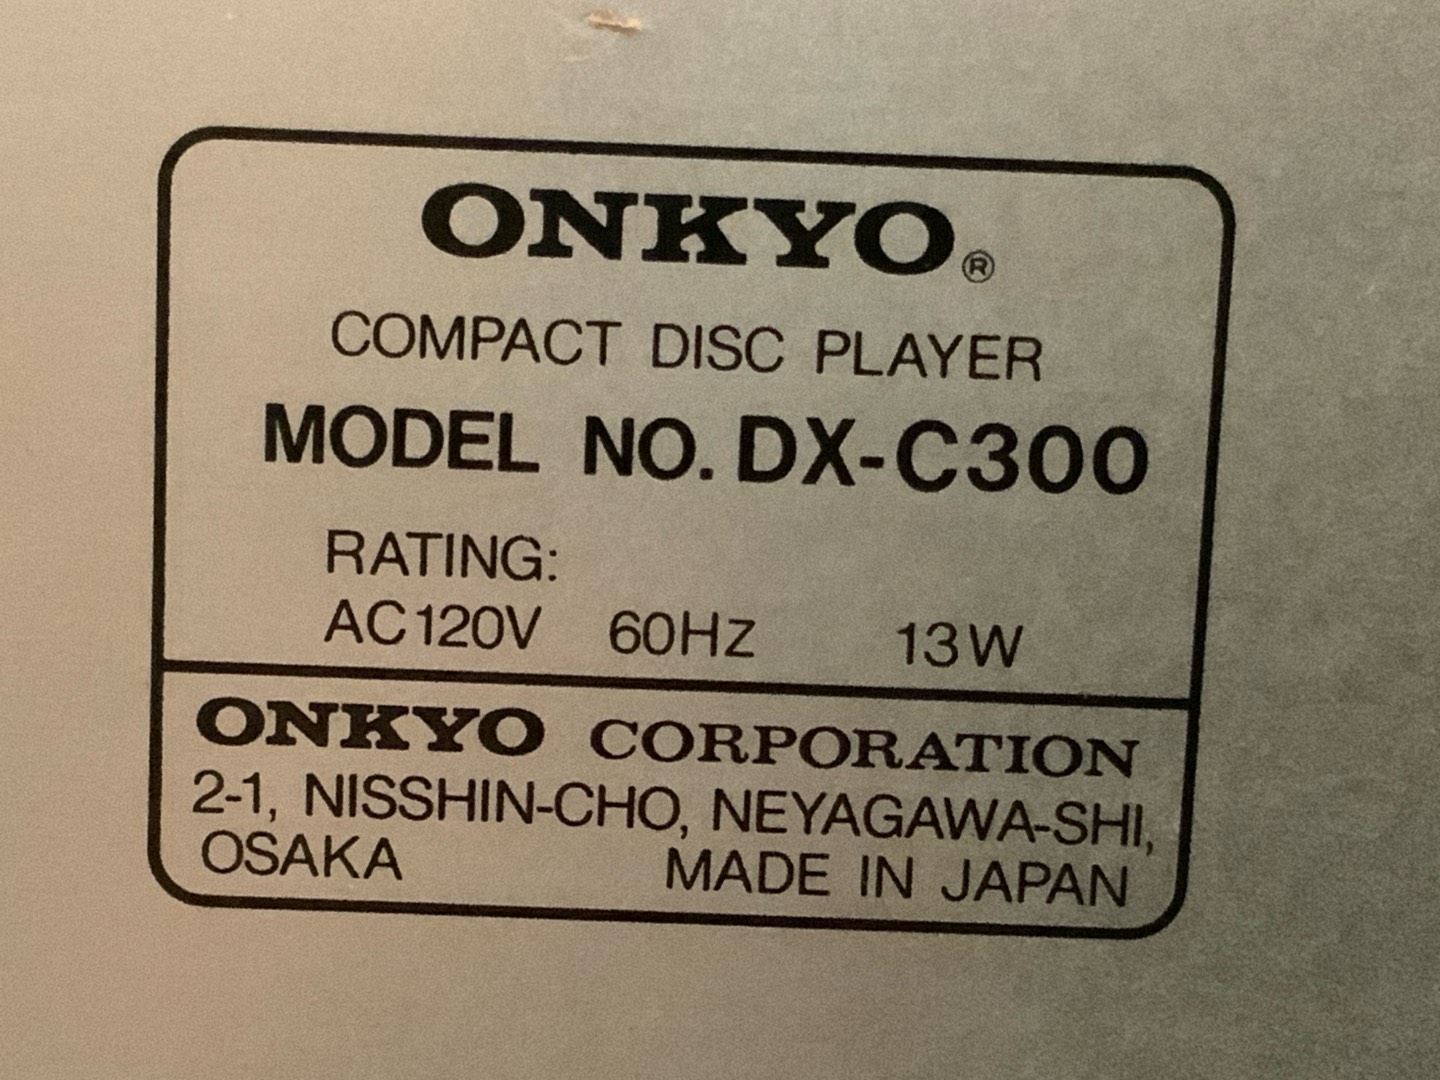 ONKYO®
COMPACT DISC PLAYER
MODEL NO. DX-C300
RATING:
AC120V 60Hz 13W
ONKYO CORPORATION
2-1, NISSHIN-CHO, NEYAGAWA-SHI,
OSAKA MADE IN JAPAN